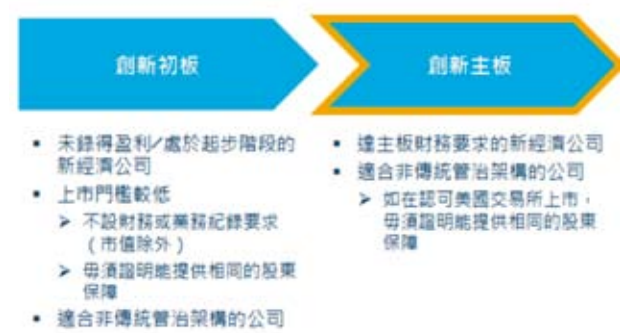 創新初板
創新主板
▪ 未錄得盈利/處於起步階段的
新經濟公司
▪ 上市門檻較低
➢ 不設財務或業務紀錄要求
（市值除外）
➢ 毋須證明能提供相同的股東
保障
▪ 適合非傳統管治架構的公司
▪ 達主板財務要求的新經濟公司
▪ 適合非傳統管治架構的公司
➢ 如在認可美國交易所上市，
毋須證明能提供相同的股東
保障